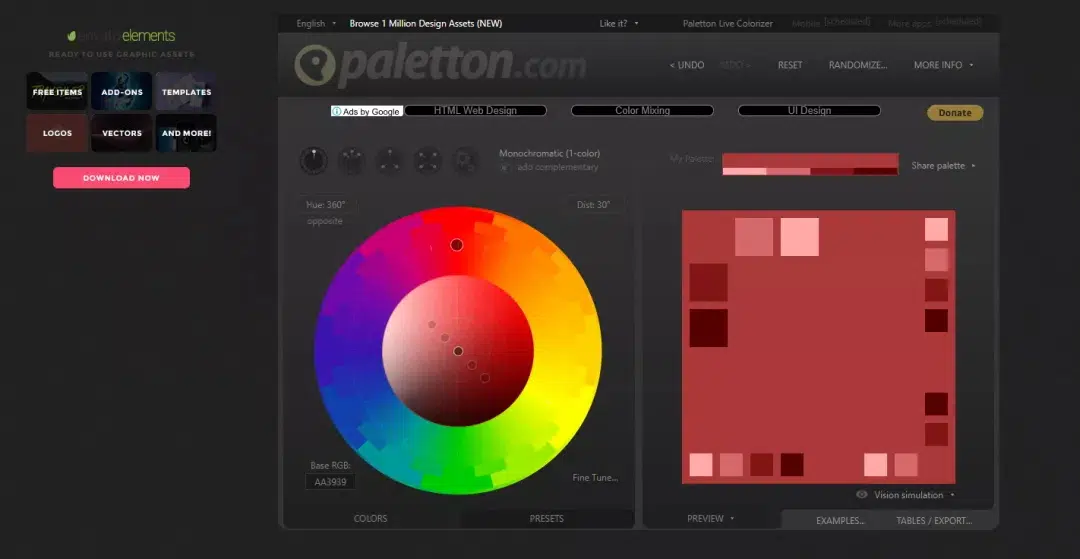 envato elements
READY TO USE GRAPHIC ASSETS
FREE ITEMS
ADD-ONS
TEMPLATES
LOGOS
VECTORS
AND MORE!
DOWNLOAD NOW
English
Browse 1 Million Design Assets (NEW)
Like it?
Paletton Live Colorizer
Mobile [scheduled]
More apps [scheduled]
paletton.com
< UNDO
REDO >
RESET
RANDOMIZE...
MORE INFO
Ads by Google
HTML Web Design
Color Mixing
UI Design
Donate
Monochromatic (1-color)
add complementary
My Palette
Share palette
Hue: 360°
opposite
Dist: 30°
Base RGB:
AA3939
Fine Tune...
COLORS
PRESETS
Vision simulation
PREVIEW
EXAMPLES...
TABLES / EXPORT...